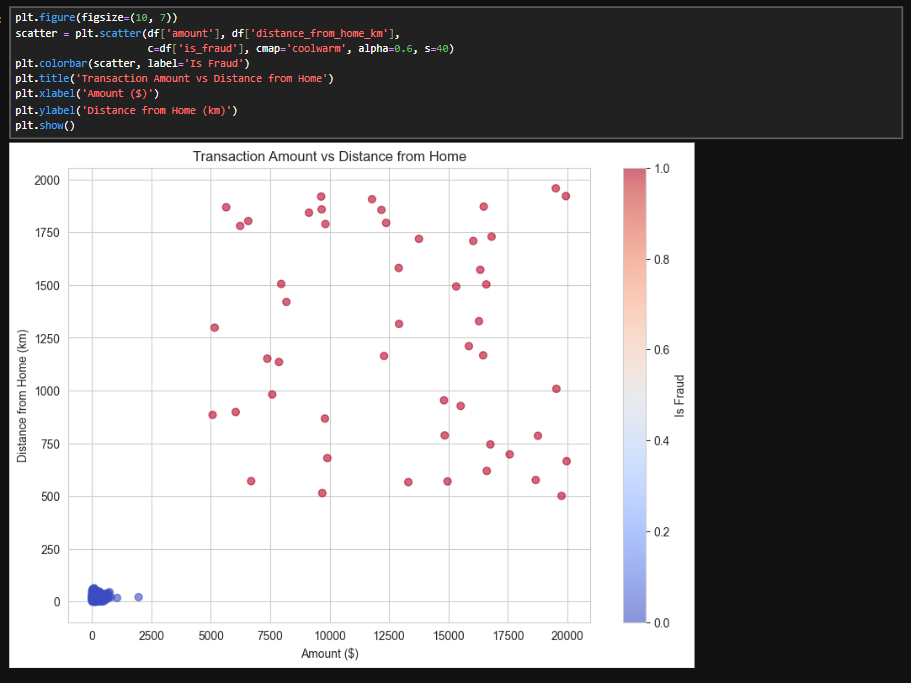 plt.figure(figsize=(10, 7))
scatter = plt.scatter(df['amount'], df['distance_from_home_km'],
c=df['is_fraud'], cmap='coolwarm', alpha=0.6, s=40)
plt.colorbar(scatter, label='Is Fraud')
plt.title('Transaction Amount vs Distance from Home')
plt.xlabel('Amount ($)')
plt.ylabel('Distance from Home (km)')
plt.show()
Transaction Amount vs Distance from Home
Distance from Home (km)
2000
1750
1500
1250
1000
750
500
250
0
0 2500 5000 7500 10000 12500 15000 17500 20000
Amount ($)
1.0
0.8
0.6
0.4
0.2
0.0
Is Fraud